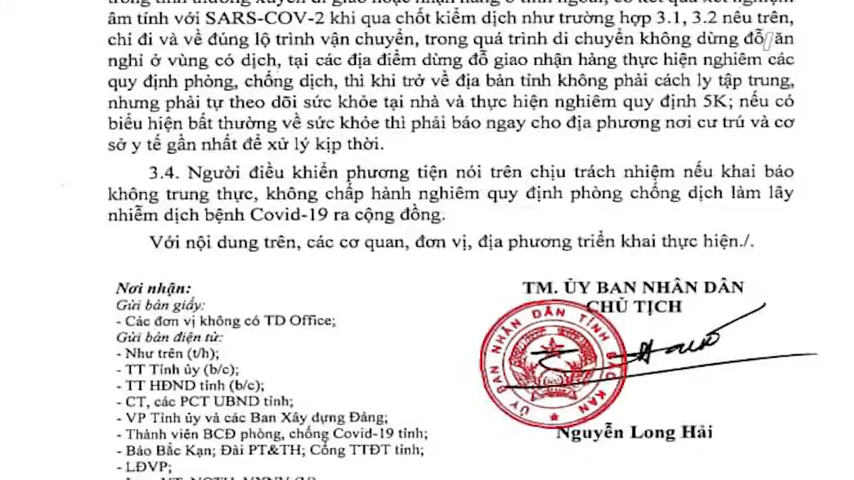 âm tính với SARS-COV-2 khi qua chốt kiểm dịch như trường hợp 3.1, 3.2 nêu trên,
chỉ đi và về đúng lộ trình vận chuyển, trong quá trình di chuyển không dừng đỗ, ăn
nghỉ ở vùng có dịch, tại các địa điểm dừng đỗ giao nhận hàng thực hiện nghiêm các
quy định phòng, chống dịch, thì khi trở về địa bàn tỉnh không phải cách ly tập trung,
nhưng phải tự theo dõi sức khỏe tại nhà và thực hiện nghiêm quy định 5K; nếu có
biểu hiện bất thường về sức khỏe thì phải báo ngay cho địa phương nơi cư trú và cơ
sở y tế gần nhất để xử lý kịp thời.
3.4. Người điều khiển phương tiện nói trên chịu trách nhiệm nếu khai báo
không trung thực, không chấp hành nghiêm quy định phòng chống dịch làm lây
nhiễm dịch bệnh Covid-19 ra cộng đồng.
Với nội dung trên, các cơ quan, đơn vị, địa phương triển khai thực hiện./.
Nơi nhận:
Gửi bản giấy:
- Các đơn vị không có TD Office;
Gửi bản điện tử:
- Như trên (t/h);
- TT Tỉnh ủy (b/c);
- TT HĐND tỉnh (b/c);
- CT, các PCT UBND tỉnh;
- VP Tỉnh ủy và các Ban Xây dựng Đảng;
- Thành viên BCĐ phòng, chống Covid-19 tỉnh;
- Báo Bắc Kạn; Đài PT&TH; Cổng TTĐT tỉnh;
- LĐVP;
TM. ỦY BAN NHÂN DÂN
CHỦ TỊCH
ỦY BAN NHÂN DÂN TỈNH BẮC KẠN
Nguyễn Long Hải